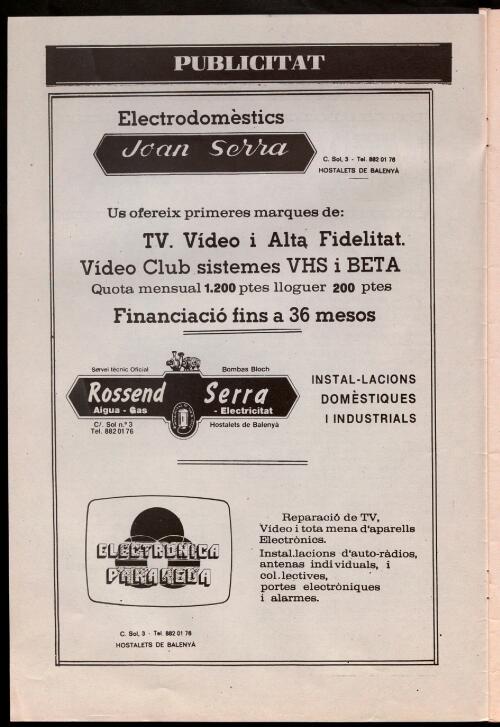 PUBLICITAT
Electrodomèstics
Joan Serra
C. Sol, 3 - Tel. 882 01 76
HOSTALETS DE BALENYÀ
Us ofereix primeres marques de:
TV. Vídeo i Alta Fidelitat.
Vídeo Club sistemes VHS i BETA
Quota mensual 1.200 ptes lloguer 200 ptes
Financiació fins a 36 mesos
Servei tècnic Oficial
Bombas Bloch
Rossend Serra
Aigua - Gas - Electricitat
C/. Sol n.º 3
Tel. 882 01 76
Hostalets de Balenyà
INSTAL-LACIONS
DOMÈSTIQUES
I INDUSTRIALS
ELECTRONICA
PARAREDA
C. Sol, 3 - Tel. 882 01 76
HOSTALETS DE BALENYÀ
Reparació de TV,
Vídeo i tota mena d'aparells
Electrònics.
Instal.lacions d'auto-ràdios,
antenas individuals, i
col.lectives,
portes electròniques
i alarmes.